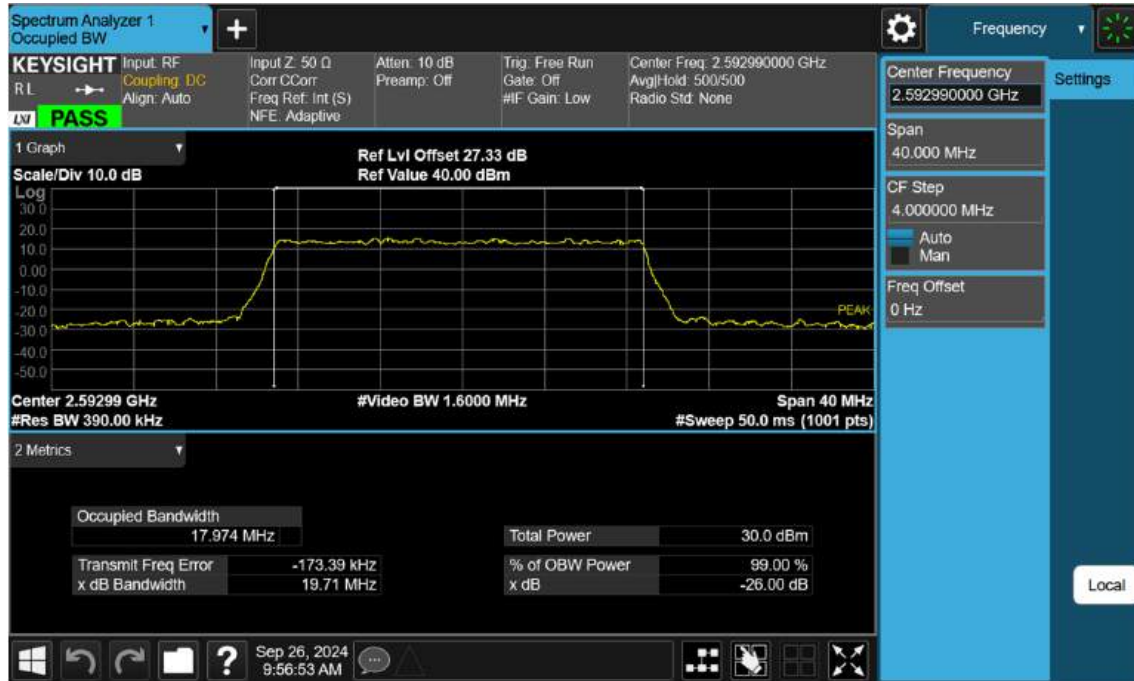 Spectrum Analyzer 1
Occupied BW
+
Frequency
KEYSIGHT
R L
LXI
PASS
Input: RF
Coupling: DC
Align: Auto
Input Z: 50 Ω
Corr CCorr
Freq Ref: Int (S)
NFE: Adaptive
Atten: 10 dB
Preamp: Off
Trig: Free Run
Gate: Off
#IF Gain: Low
Center Freq: 2.592990000 GHz
Avg|Hold: 500/500
Radio Std: None
Center Frequency
2.592990000 GHz
Settings
Span
40.000 MHz
CF Step
4.000000 MHz
Auto
Man
Freq Offset
0 Hz
Local
1 Graph
Scale/Div 10.0 dB
Ref Lvl Offset 27.33 dB
Ref Value 40.00 dBm
Log
30.0
20.0
10.0
0.00
-10.0
-20.0
-30.0
-40.0
-50.0
PEAK
Center 2.59299 GHz
#Video BW 1.6000 MHz
Span 40 MHz
#Res BW 390.00 kHz
#Sweep 50.0 ms (1001 pts)
2 Metrics
Occupied Bandwidth
17.974 MHz
Total Power 30.0 dBm
Transmit Freq Error -173.39 kHz
% of OBW Power 99.00 %
x dB Bandwidth 19.71 MHz
x dB -26.00 dB
?
Sep 26, 2024
9:56:53 AM